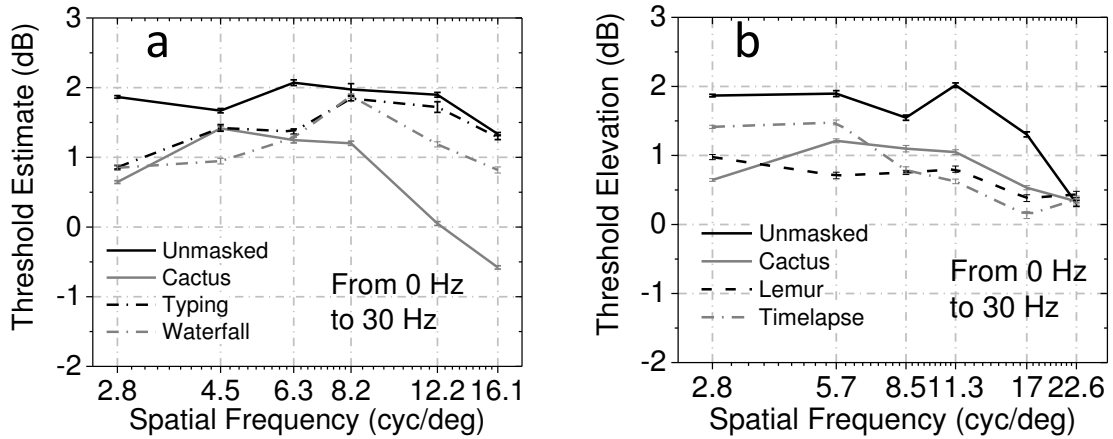 a
Threshold Estimate (dB)
3
2
1
0
-1
-2
Unmasked
Cactus
Typing
Waterfall
From 0 Hz
to 30 Hz
2.8 4.5 6.3 8.2 12.2 16.1
Spatial Frequency (cyc/deg)
b
Threshold Elevation (dB)
3
2
1
0
-1
-2
Unmasked
Cactus
Lemur
Timelapse
From 0 Hz
to 30 Hz
2.8 5.7 8.5 11.3 17 22.6
Spatial Frequency (cyc/deg)